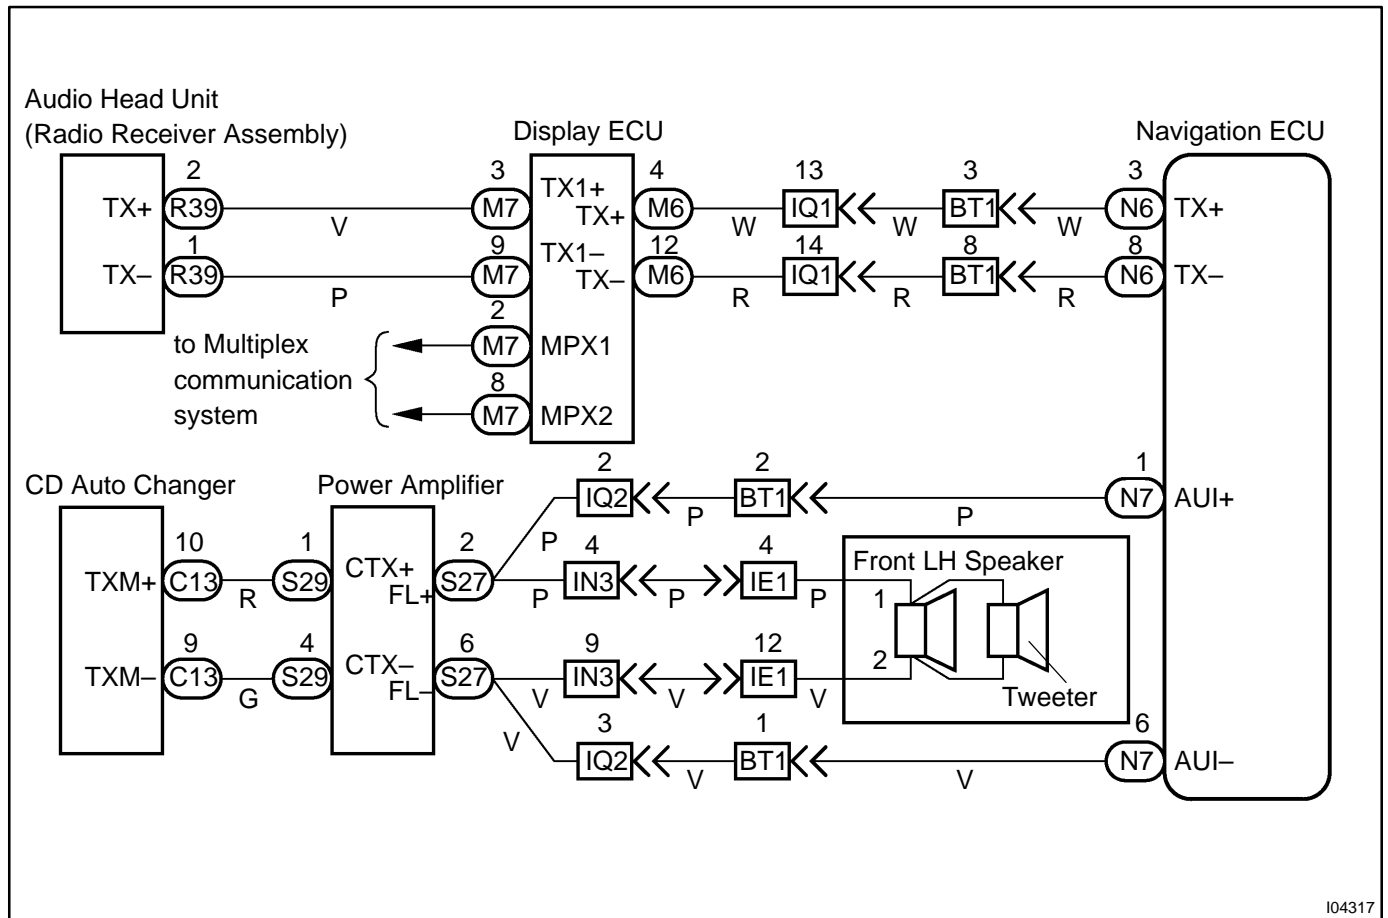 Audio Head Unit
(Radio Receiver Assembly)
Display ECU
Navigation ECU
2
3
4
13
3
3
TX+
R39
V
M7
TX1+
TX+
M6
W
IQ1
W
BT1
W
N6
TX+
1
9
12
14
8
8
TX–
R39
P
M7
TX1–
TX–
M6
R
IQ1
R
BT1
R
N6
TX–
to Multiplex
communication
system
2
M7
MPX1
8
M7
MPX2
CD Auto Changer
Power Amplifier
2
2
1
IQ2
P
BT1
P
N7
AUI+
10
1
2
P
4
4
TXM+
C13
R
S29
CTX+
FL+
S27
P
IN3
P
IE1
P
Front LH Speaker
1
2
Tweeter
9
4
6
9
12
TXM–
C13
G
S29
CTX–
FL–
S27
V
IN3
V
IE1
V
3
1
6
V
IQ2
V
BT1
V
N7
AUI–
I04317